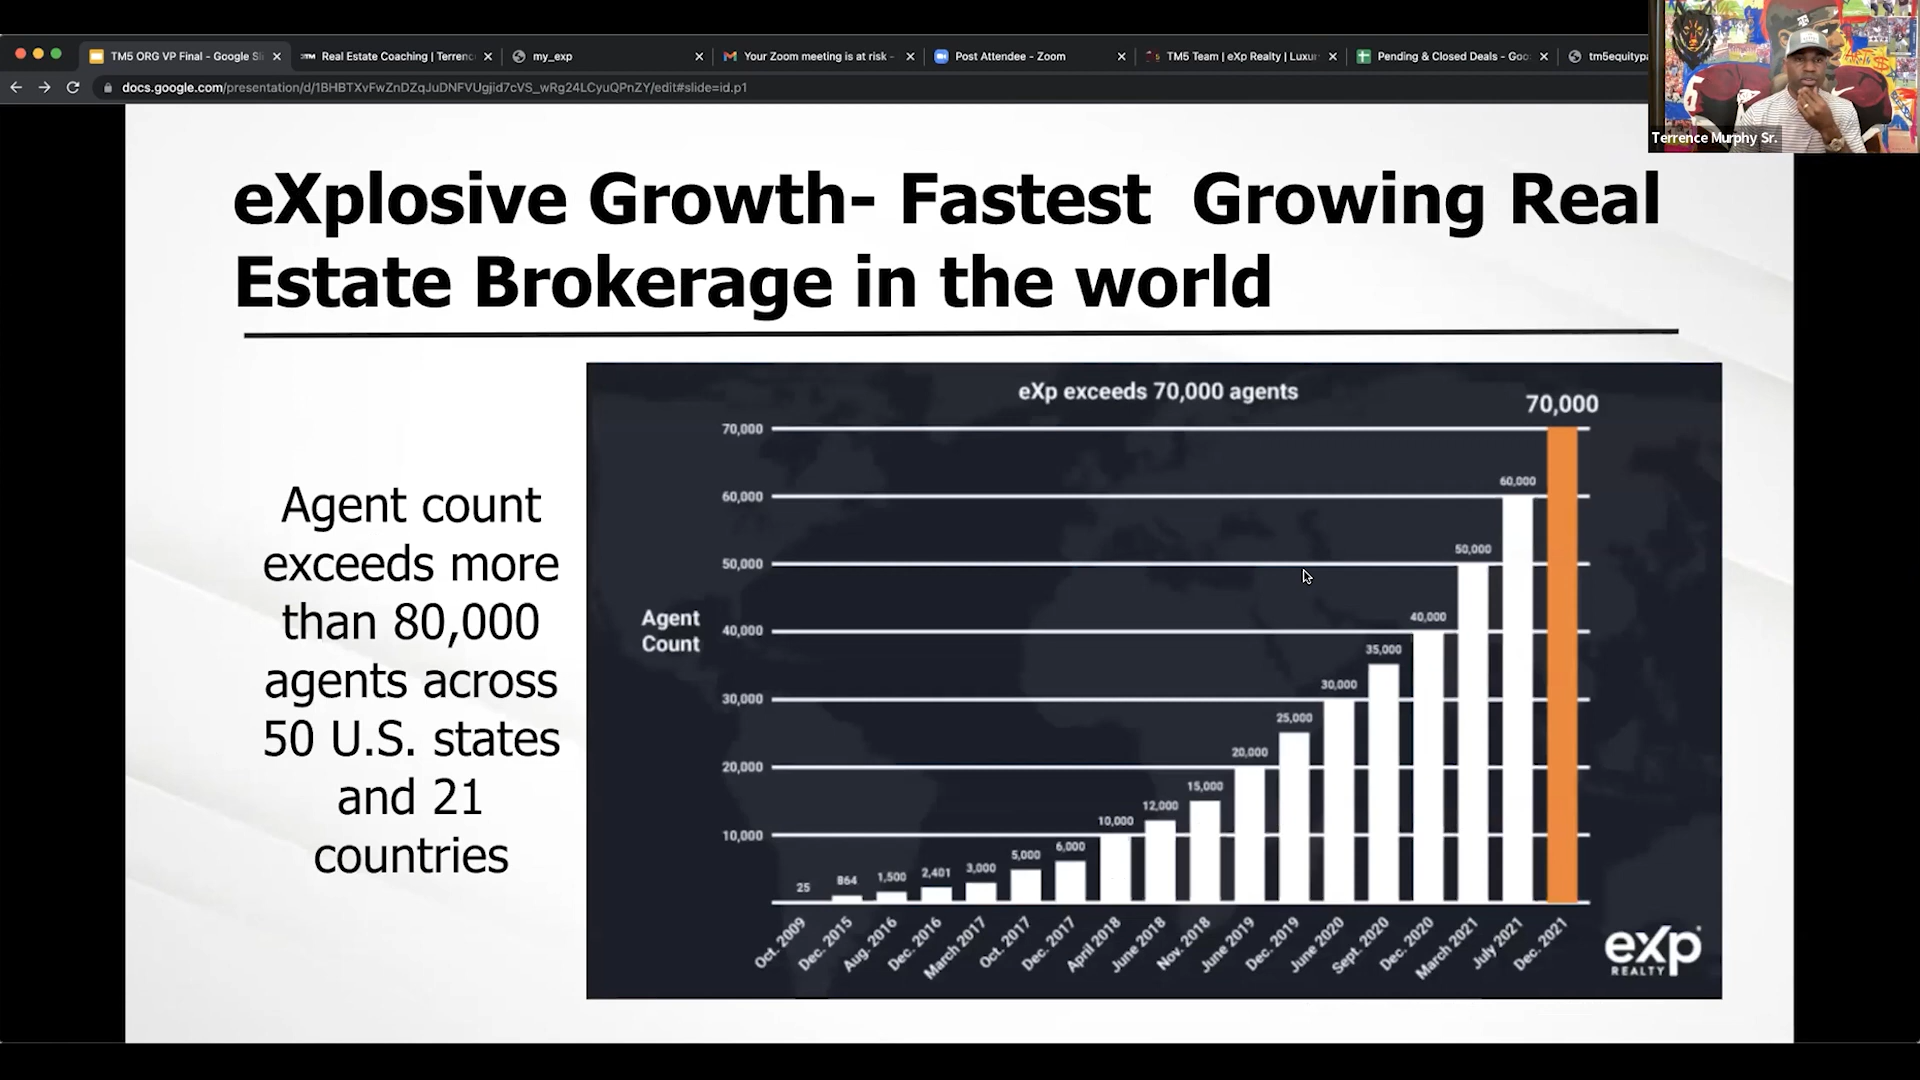 TM5 ORG VP Final - Google Sli
Real Estate Coaching | Terrenc
my_exp
Your Zoom meeting is at risk -
Post Attendee - Zoom
TM5 Team | eXp Realty | Luxur
Pending & Closed Deals - Goo
tm5equitypa
docs.google.com/presentation/d/1BHBTXvFwZnDZqJuDNFVUgjid7cVS_wRg24LCyuQPnZY/edit#slide=id.p1
Terrence Murphy Sr.
eXplosive Growth- Fastest Growing Real
Estate Brokerage in the world
Agent count
exceeds more
than 80,000
agents across
50 U.S. states
and 21
countries
eXp exceeds 70,000 agents
70,000
70,000
60,000
50,000
40,000
30,000
20,000
10,000
Agent
Count
25
864
1,500
2,401
3,000
5,000
6,000
10,000
12,000
15,000
20,000
25,000
30,000
35,000
40,000
50,000
60,000
Oct. 2009
Dec. 2015
Aug. 2016
Dec. 2016
March 2017
Oct. 2017
Dec. 2017
April 2018
June 2018
Nov. 2018
June 2019
Dec. 2019
June 2020
Sept. 2020
Dec. 2020
March 2021
July 2021
Dec. 2021
eXp
REALTY